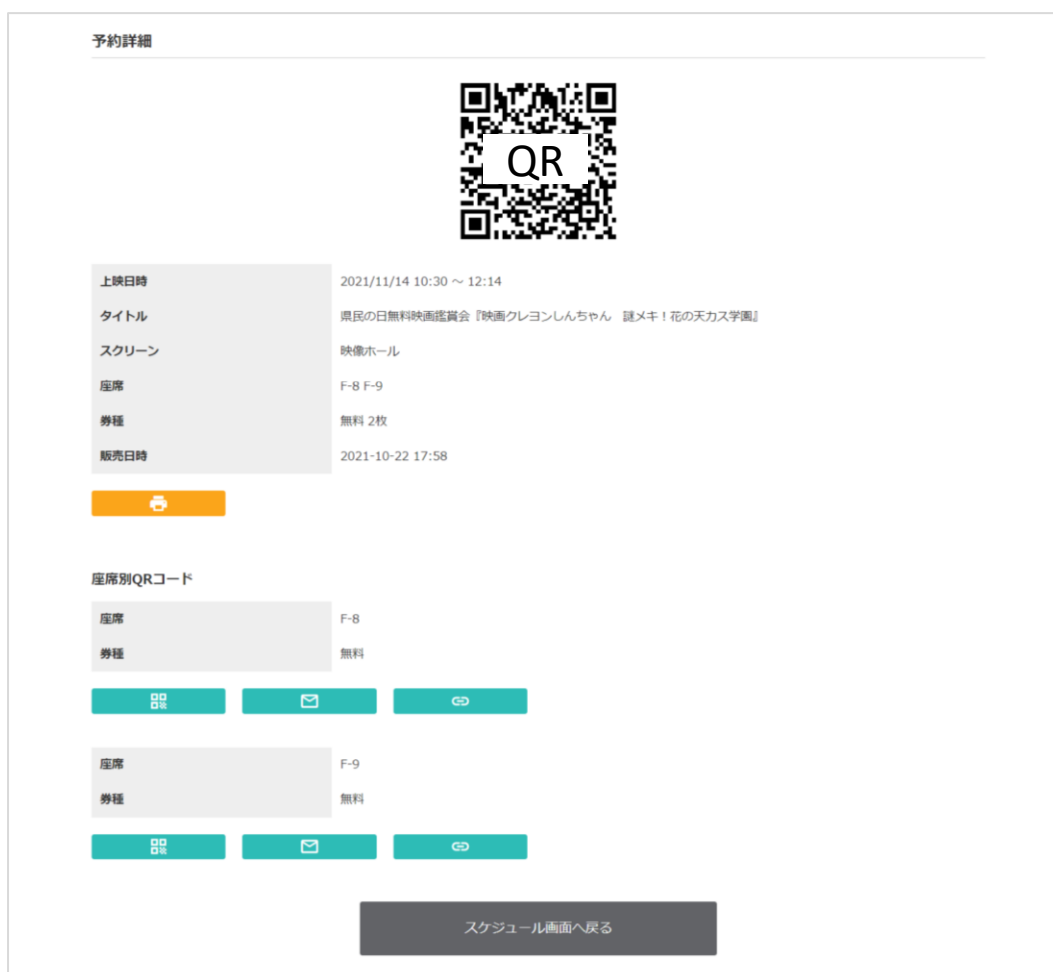 予約詳細
QR
上映日時 2021/11/14 10:30 ～ 12:14
タイトル 県民の日無料映画鑑賞会『映画クレヨンしんちゃん　謎メキ！花の天カス学園』
スクリーン 映像ホール
座席 F-8 F-9
券種 無料 2枚
販売日時 2021-10-22 17:58
座席別QRコード
座席 F-8
券種 無料
座席 F-9
券種 無料
スケジュール画面へ戻る